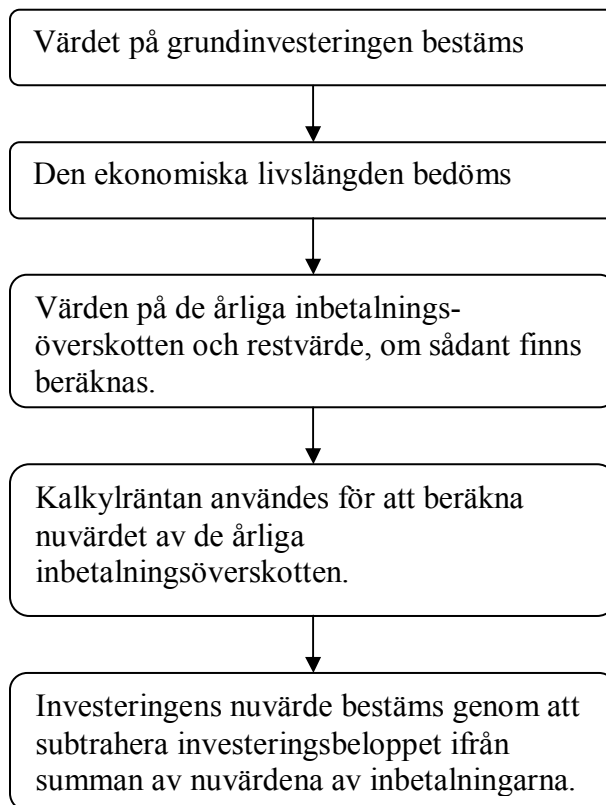 Värdet på grundinvesteringen bestäms
Den ekonomiska livslängden bedöms
Värden på de årliga inbetalnings-
överskotten och restvärde, om sådant finns
beräknas.
Kalkylräntan användes för att beräkna
nuvärdet av de årliga
inbetalningsöverskotten.
Investeringens nuvärde bestäms genom att
subtrahera investeringsbeloppet ifrån
summan av nuvärdena av inbetalningarna.